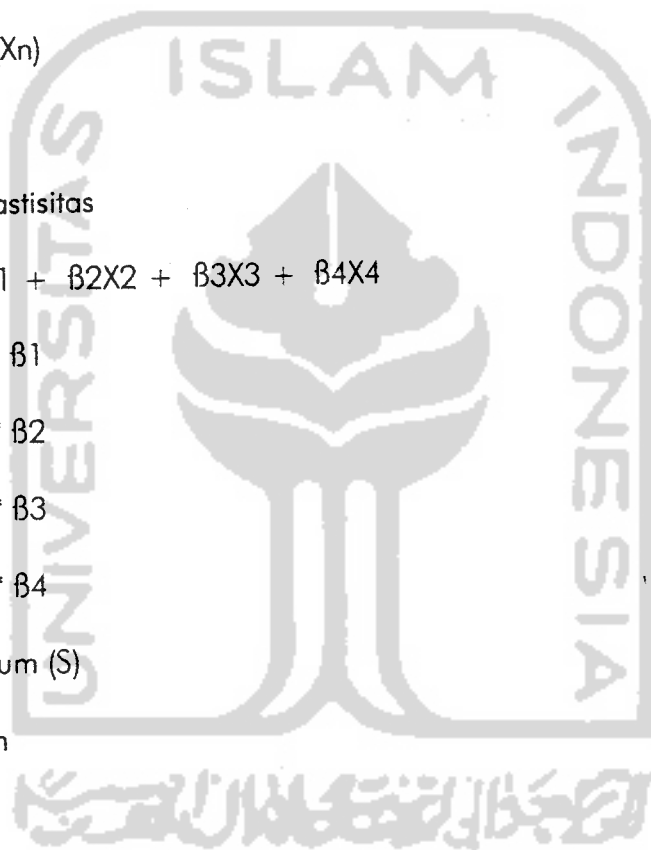 Xn)
ISLAM
UNIVERSITAS
INDONESIA
astisitas
1 + β2X2 + β3X3 + β4X4
β1
* β2
* β3
* β4
um (S)
n